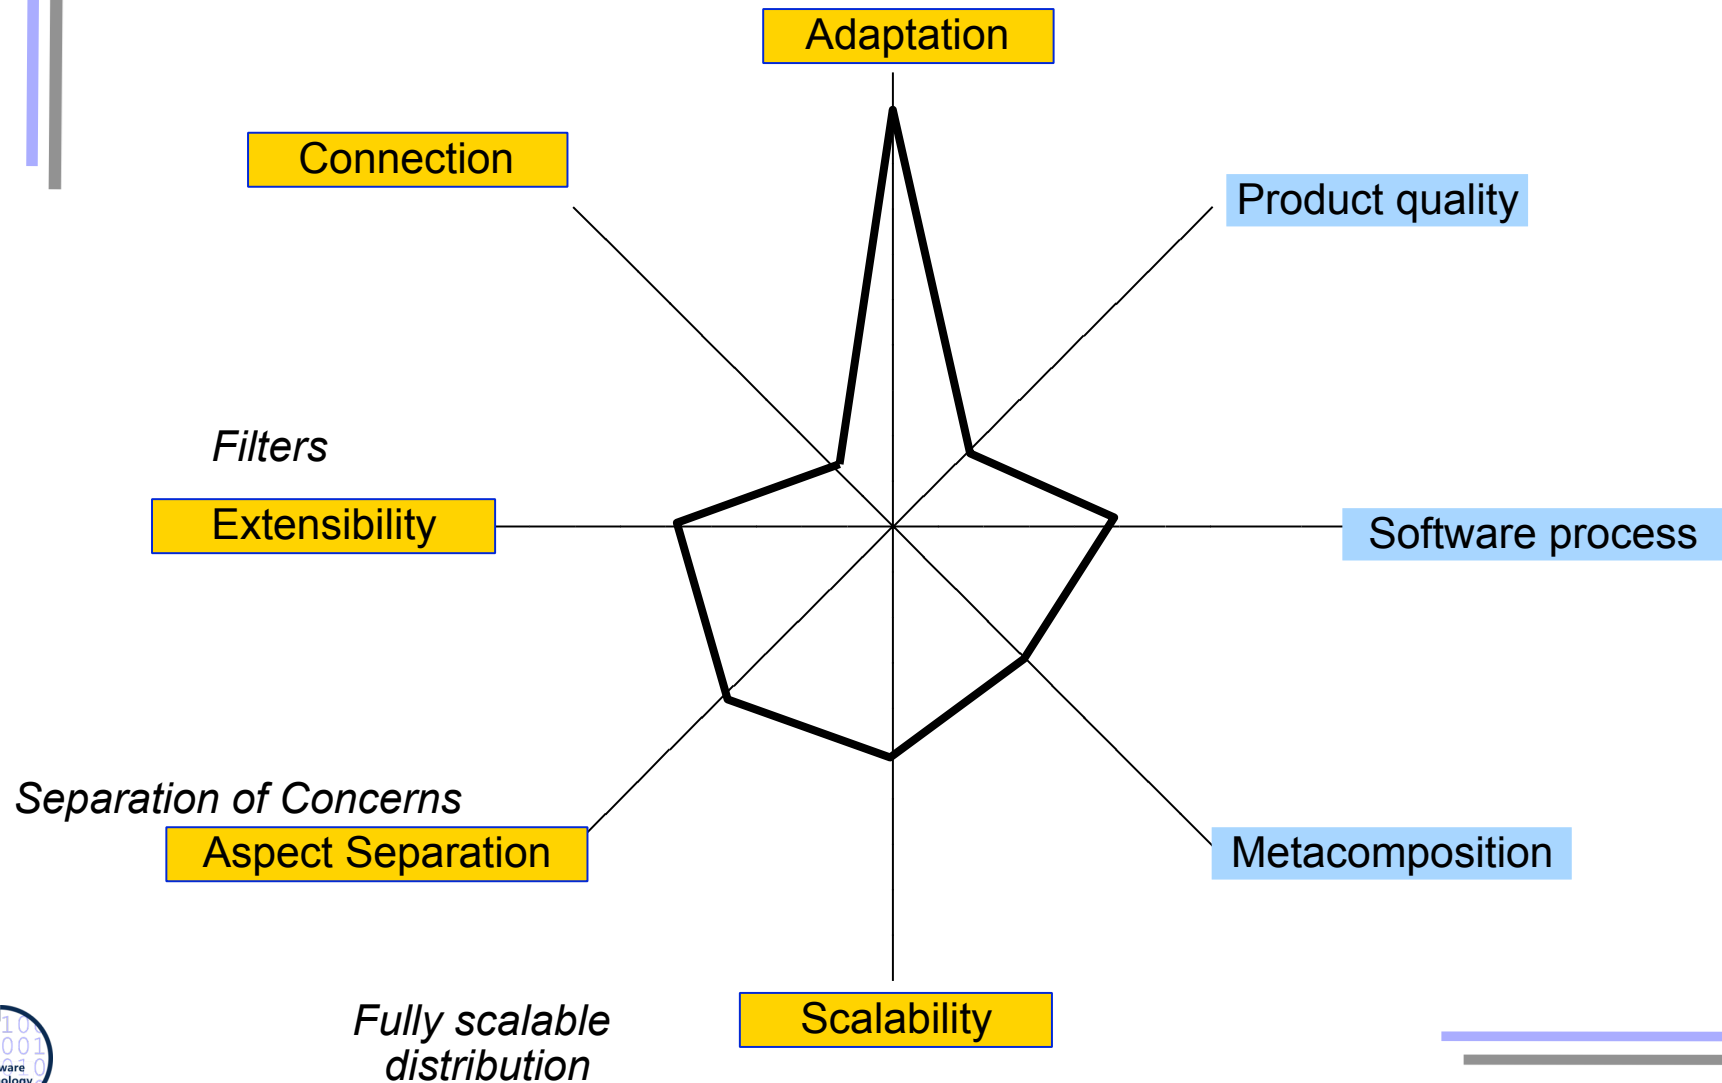 Adaptation
Connection
Product quality
Filters
Extensibility
Software process
Separation of Concerns
Aspect Separation
Metacomposition
Fully scalable
distribution
Scalability